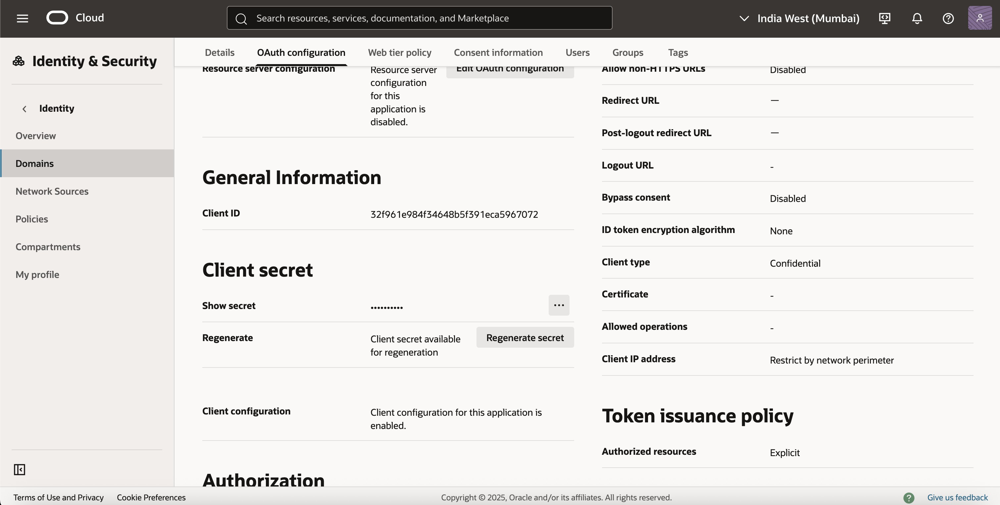 Cloud
Search resources, services, documentation, and Marketplace
India West (Mumbai)
Identity & Security
Identity
Overview
Domains
Network Sources
Policies
Compartments
My profile
Details
OAuth configuration
Web tier policy
Consent information
Users
Groups
Tags
Resource server configuration
Resource server
configuration
for this
application is
disabled.
Edit OAuth configuration
General Information
Client ID
32f961e984f34648b5f391eca5967072
Client secret
Show secret
••••••••••
...
Regenerate
Client secret available
for regeneration
Regenerate secret
Client configuration
Client configuration for this application is
enabled.
Authorization
Allow non-HTTPS URLs
Disabled
Redirect URL
—
Post-logout redirect URL
—
Logout URL
-
Bypass consent
Disabled
ID token encryption algorithm
None
Client type
Confidential
Certificate
-
Allowed operations
-
Client IP address
Restrict by network perimeter
Token issuance policy
Authorized resources
Explicit
Terms of Use and Privacy
Cookie Preferences
Copyright © 2025, Oracle and/or its affiliates. All rights reserved.
?
Give us feedback